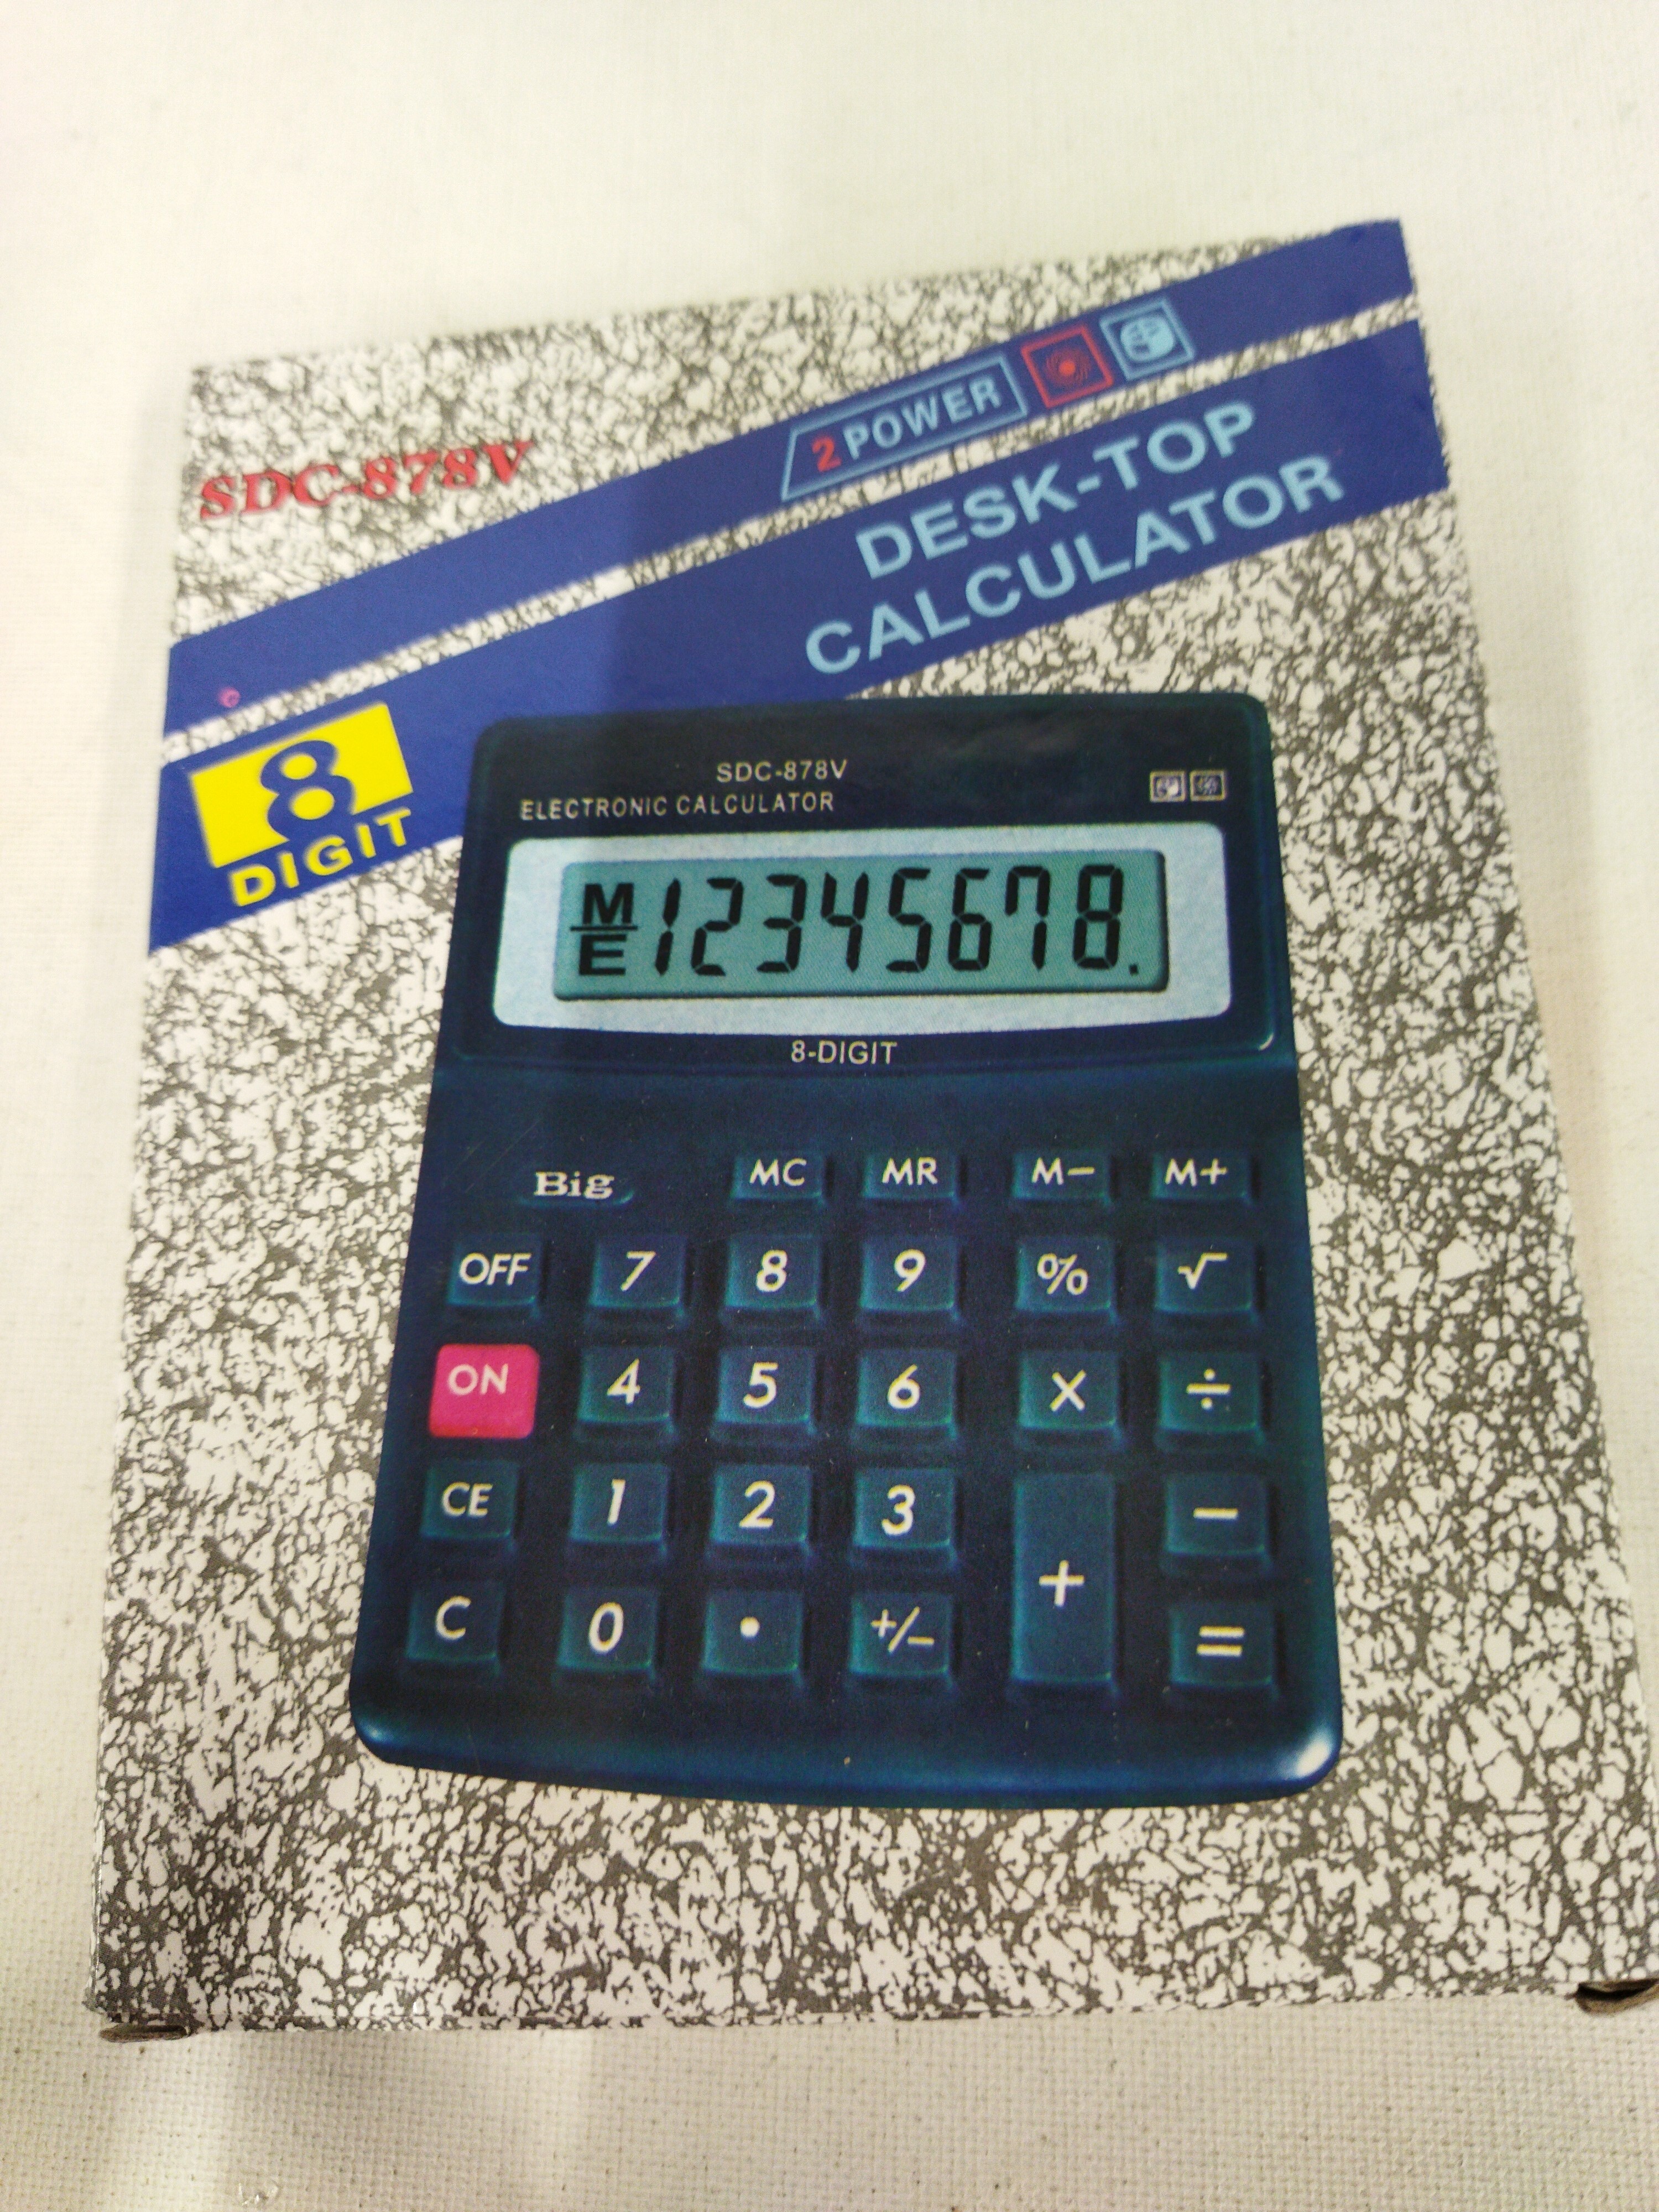 SDC-878V
2 POWER
DESK-TOP
CALCULATOR
8
DIGIT
SDC-878V
ELECTRONIC CALCULATOR
M
E
12345678.
8-DIGIT
Big MC MR M− M+
OFF 7 8 9 % √
ON 4 5 6 X ÷
CE 1 2 3 −
+
C 0 • +/− =